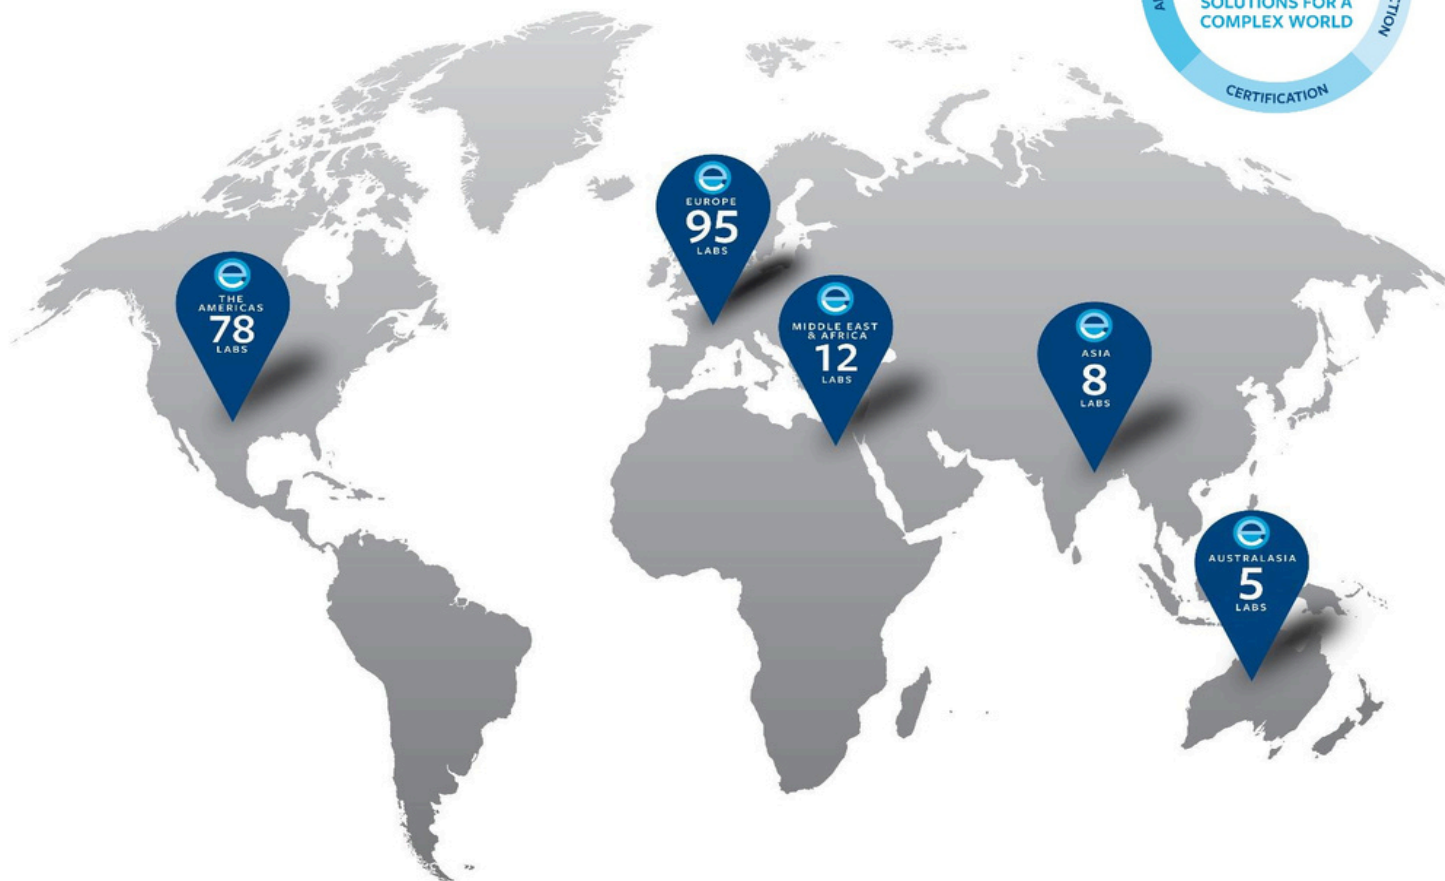 SOLUTIONS FOR A
COMPLEX WORLD
CERTIFICATION
EUROPE
95
LABS
THE
AMERICAS
78
LABS
MIDDLE EAST
& AFRICA
12
LABS
ASIA
8
LABS
AUSTRALASIA
5
LABS